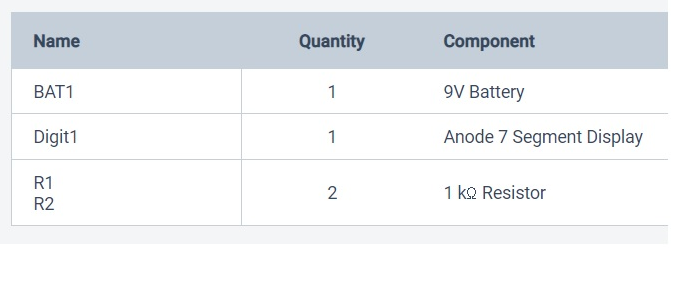 Name Quantity Component
BAT1 1 9V Battery
Digit1 1 Anode 7 Segment Display
R1
R2 2 1 kΩ Resistor